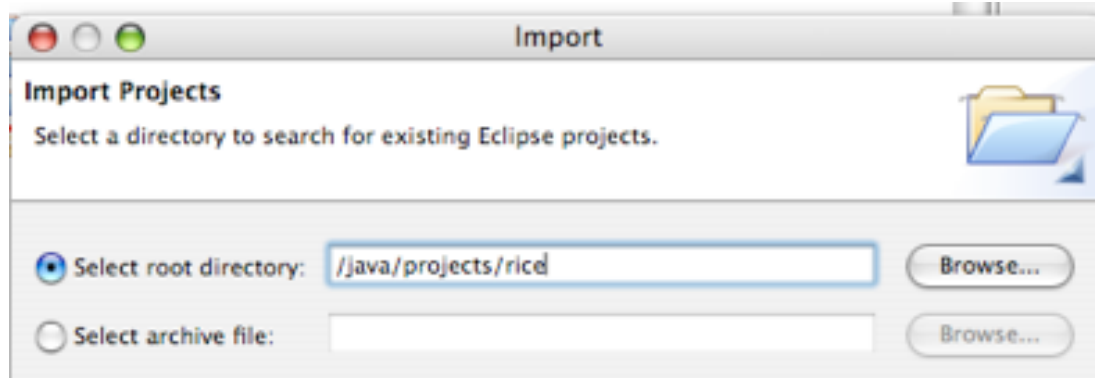 Import
Import Projects
Select a directory to search for existing Eclipse projects.
Select root directory: /java/projects/rice Browse...
Select archive file: Browse...